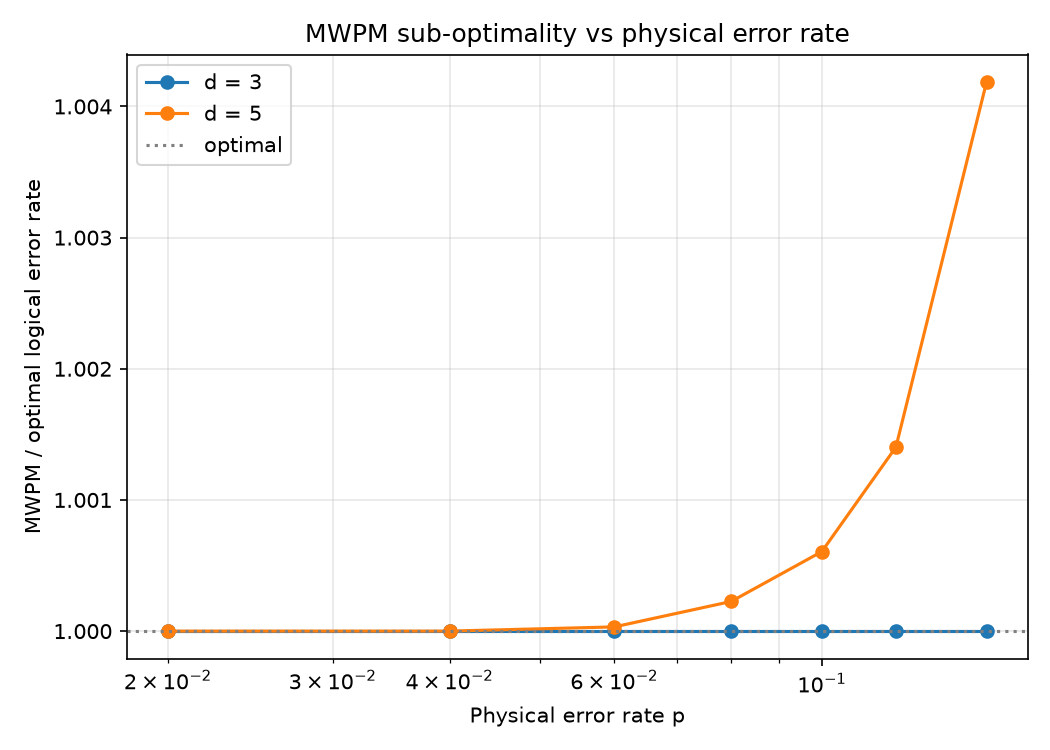 MWPM sub-optimality vs physical error rate
d = 3
d = 5
optimal
MWPM / optimal logical error rate
1.004
1.003
1.002
1.001
1.000
2 × 10⁻² 3 × 10⁻² 4 × 10⁻² 6 × 10⁻² 10⁻¹
Physical error rate p